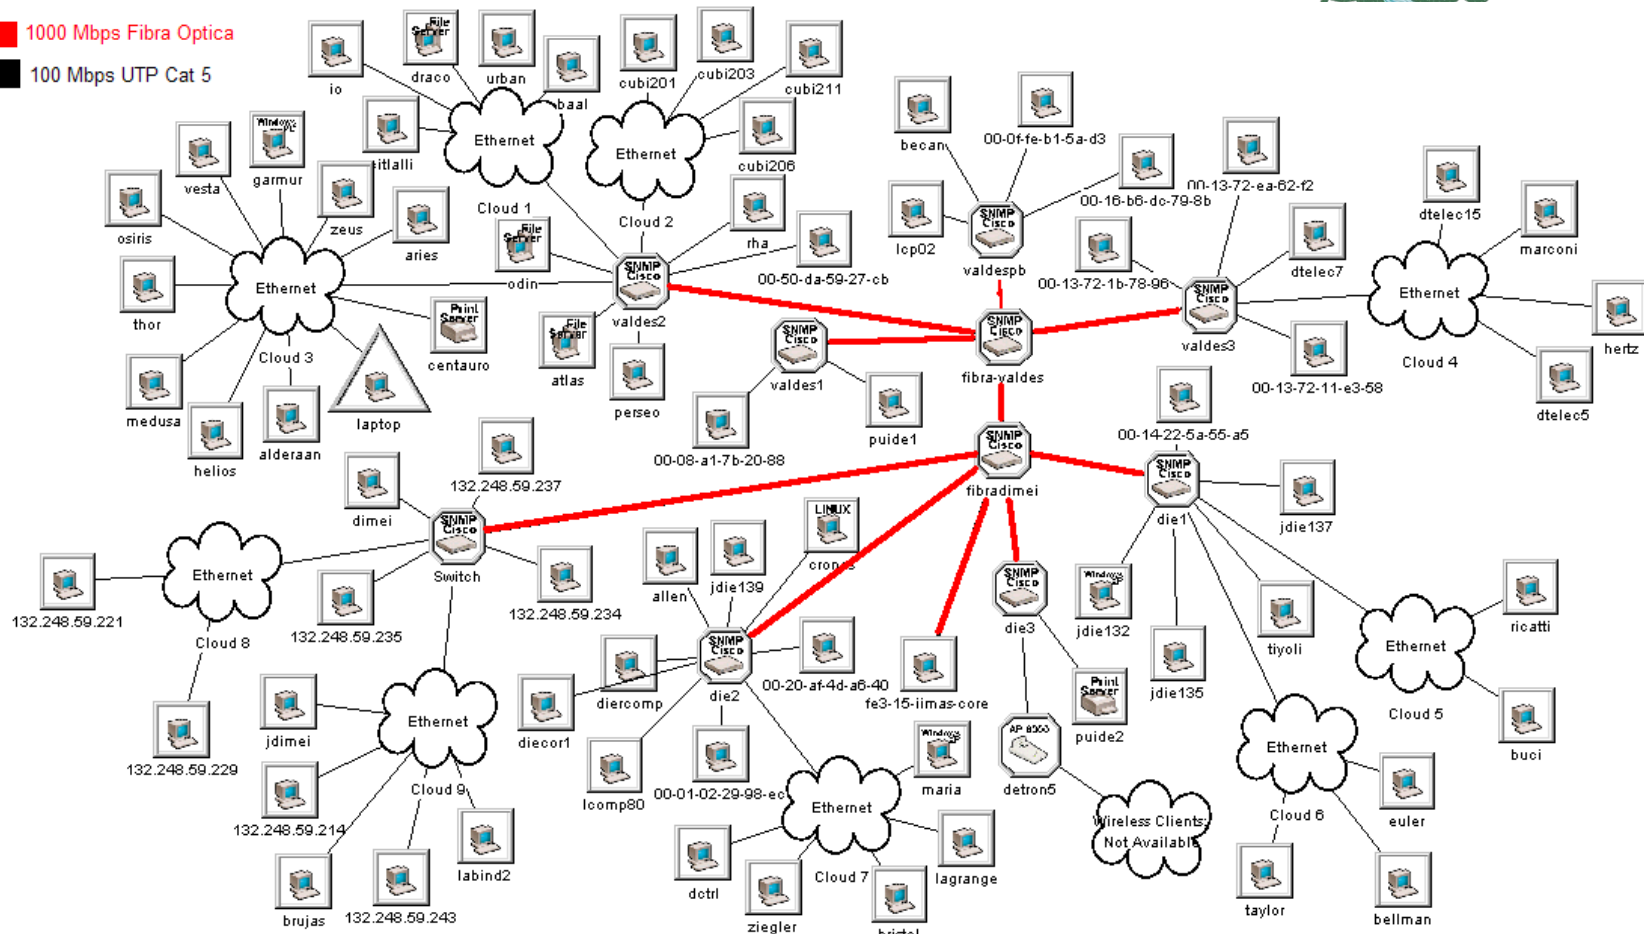 1000 Mbps Fibra Optica
100 Mbps UTP Cat 5
io
File Server
draco
urban
baal
cubi201
cubi203
cubi211
Ethernet
Cloud 1
Ethernet
Cloud 2
cubi206
vesta
Windows
garmur
zeus
osiris
aries
thor
Ethernet
Cloud 3
medusa
helios
alderaan
laptop
Print Server
centauro
File Server
odin
SNMP Cisco
valdes2
rha
00-50-da-59-27-cb
File Server
atlas
perseo
becan
00-0f-fe-b1-5a-d3
00-16-b6-dc-79-8b
00-13-72-ea-62-f2
lcp02
SNMP Cisco
valdespb
00-13-72-1b-78-96
dtelec7
SNMP Cisco
valdes3
00-13-72-11-e3-58
dtelec15
marconi
Ethernet
Cloud 4
hertz
dtelec5
SNMP Cisco
valdes1
SNMP Cisco
fibra-valdes
00-08-a1-7b-20-88
puide1
00-14-22-5a-55-a5
SNMP Cisco
fibradimei
SNMP Cisco
die1
jdie137
132.248.59.237
dimei
SNMP Cisco
Switch
132.248.59.221
Ethernet
Cloud 8
132.248.59.235
132.248.59.234
132.248.59.229
allen
jdie139
LINUX
SNMP Cisco
die2
diercomp
diecor1
00-20-af-4d-a6-40
fe3-15-iimas-core
SNMP Cisco
die3
Windows
jdie132
jdie135
tiyoli
Ethernet
Cloud 5
ricatti
buci
jdimei
Ethernet
Cloud 9
132.248.59.214
brujas
132.248.59.243
labind2
lcomp80
00-01-02-29-98-ec
Ethernet
Cloud 7
Windows
maria
dctrl
ziegler
lagrange
bristol
AP 8000
detron5
Print Server
puide2
Wireless Clients:
Not Available
Ethernet
Cloud 6
euler
taylor
bellman